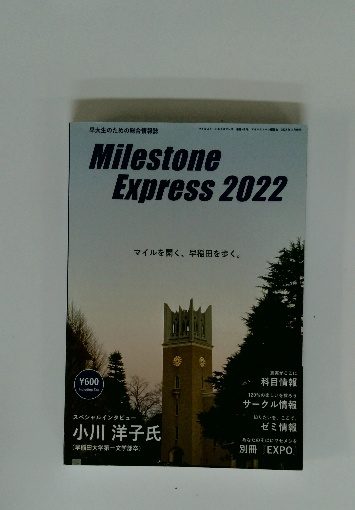 早大生のための総合情報誌
Milestone
Express 2022
マイルを開く、早稲田を歩く。
¥600
科目情報
サークル情報
ゼミ情報
別冊「EXPO」
スペシャルインタビュー
小川 洋子氏
(早稲田大学第一文学部卒)